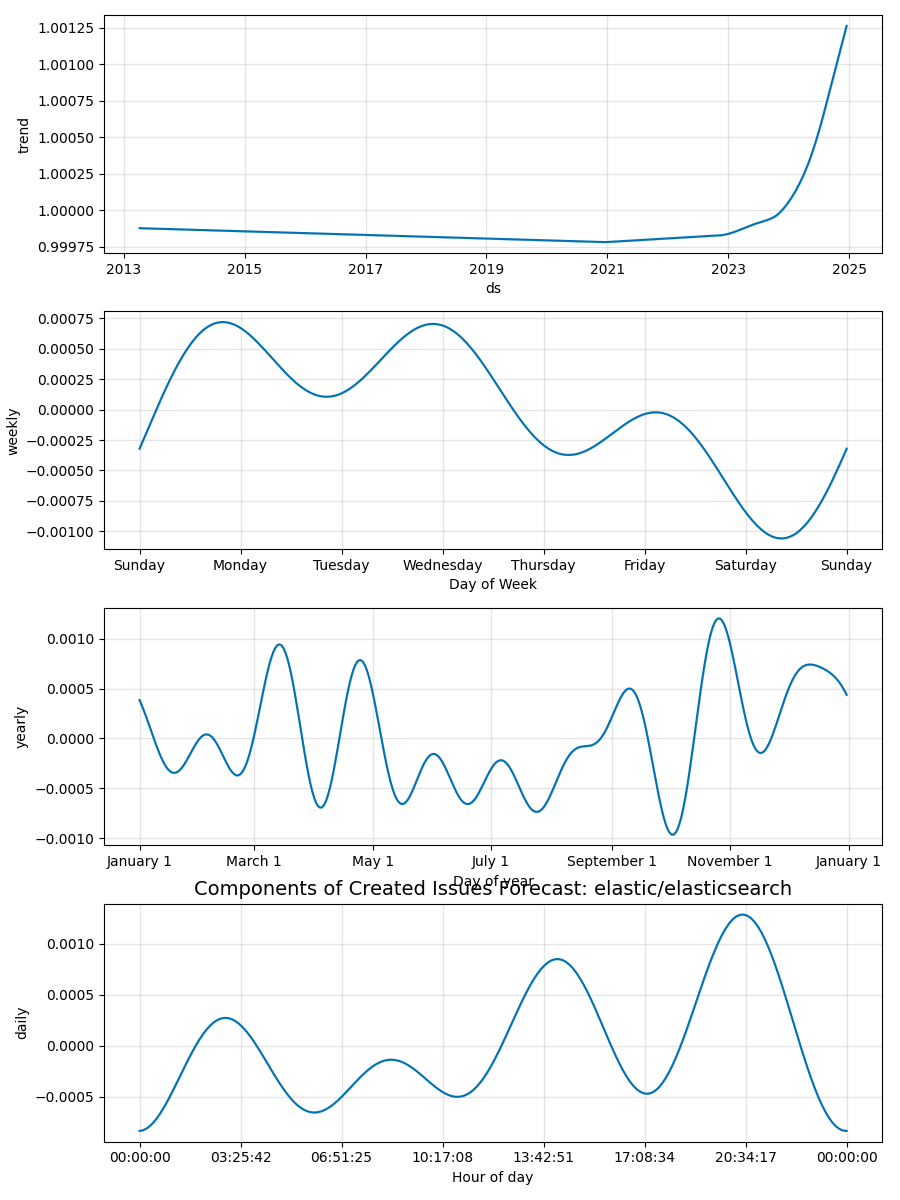 1.00125
1.00100
1.00075
1.00050
1.00025
1.00000
0.99975
trend
2013 2015 2017 2019 2021 2023 2025
ds
0.00075
0.00050
0.00025
0.00000
−0.00025
−0.00050
−0.00075
−0.00100
weekly
Sunday Monday Tuesday Wednesday Thursday Friday Saturday Sunday
Day of Week
0.0010
0.0005
0.0000
−0.0005
−0.0010
yearly
January 1 March 1 May 1 July 1 September 1 November 1 January 1
Day of year
Components of Created Issues Forecast: elastic/elasticsearch
0.0010
0.0005
0.0000
−0.0005
daily
00:00:00 03:25:42 06:51:25 10:17:08 13:42:51 17:08:34 20:34:17 00:00:00
Hour of day